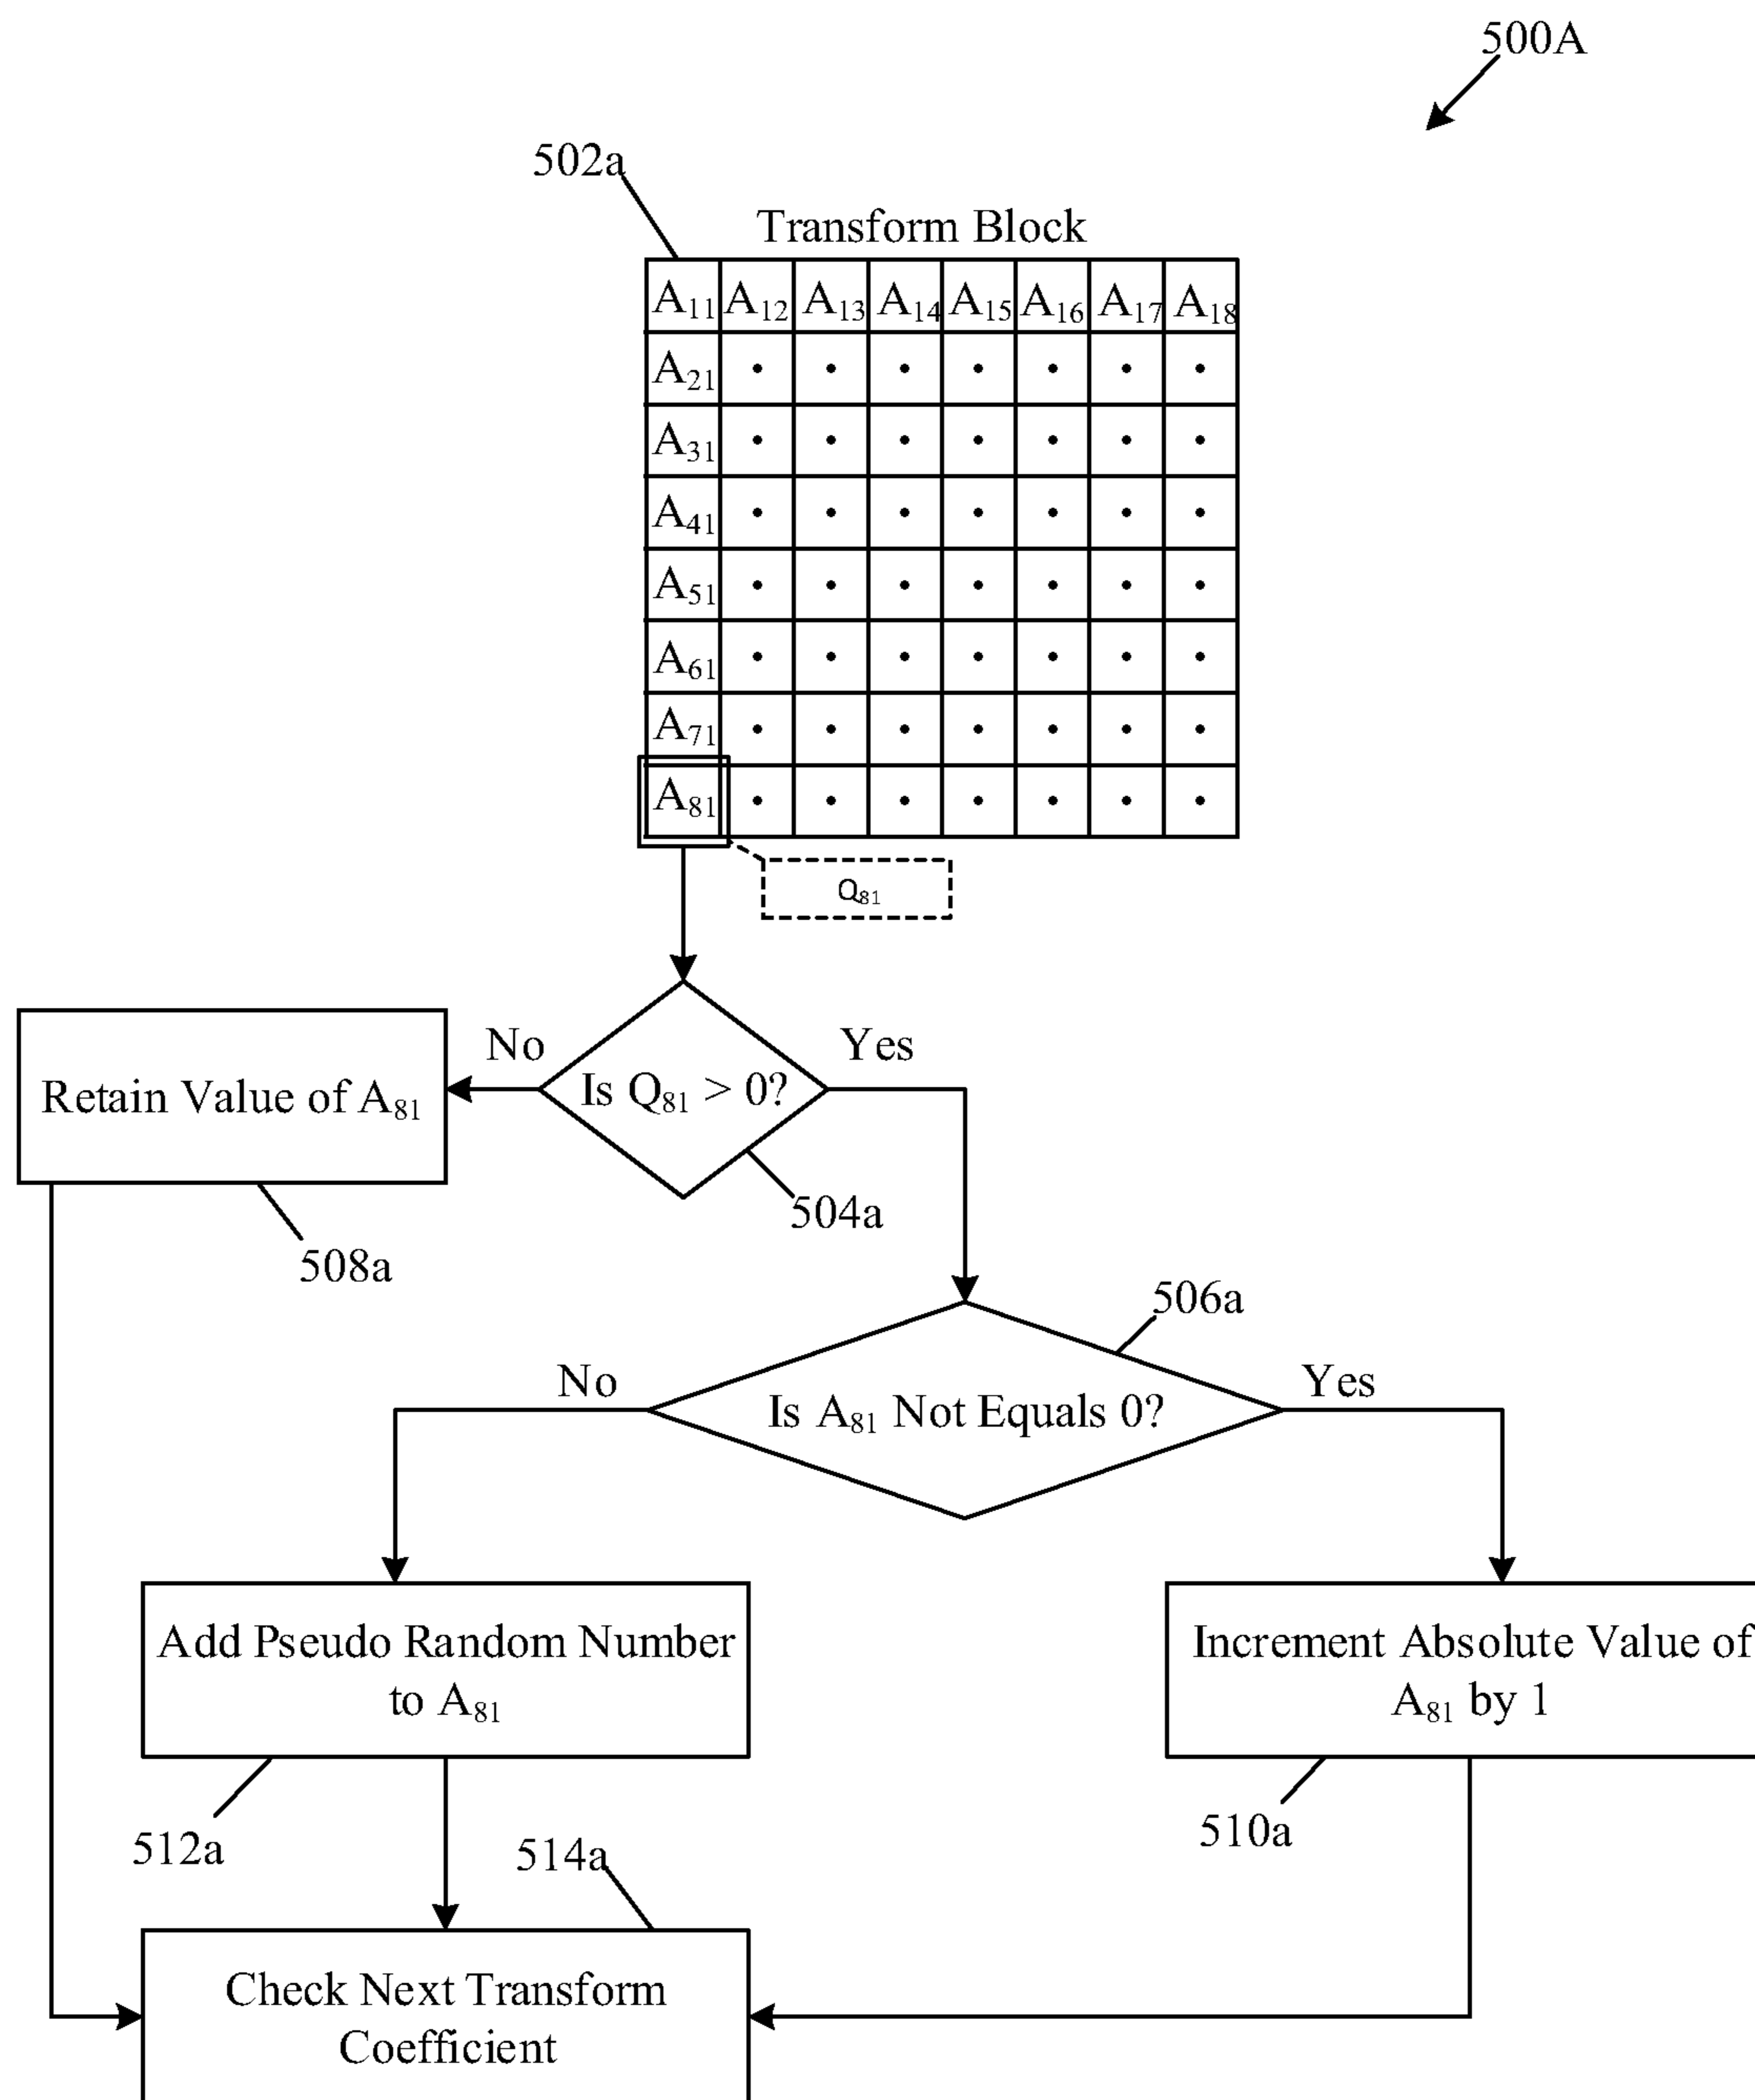 500A
502a
Transform Block
A11 A12 A13 A14 A15 A16 A17 A18
A21
A31
A41
A51
A61
A71
A81
Q81
No
Yes
Retain Value of A81
Is Q81 > 0?
504a
508a
506a
No
Yes
Is A81 Not Equals 0?
Add Pseudo Random Number
to A81
Increment Absolute Value of
A81 by 1
512a
514a
510a
Check Next Transform
Coefficient